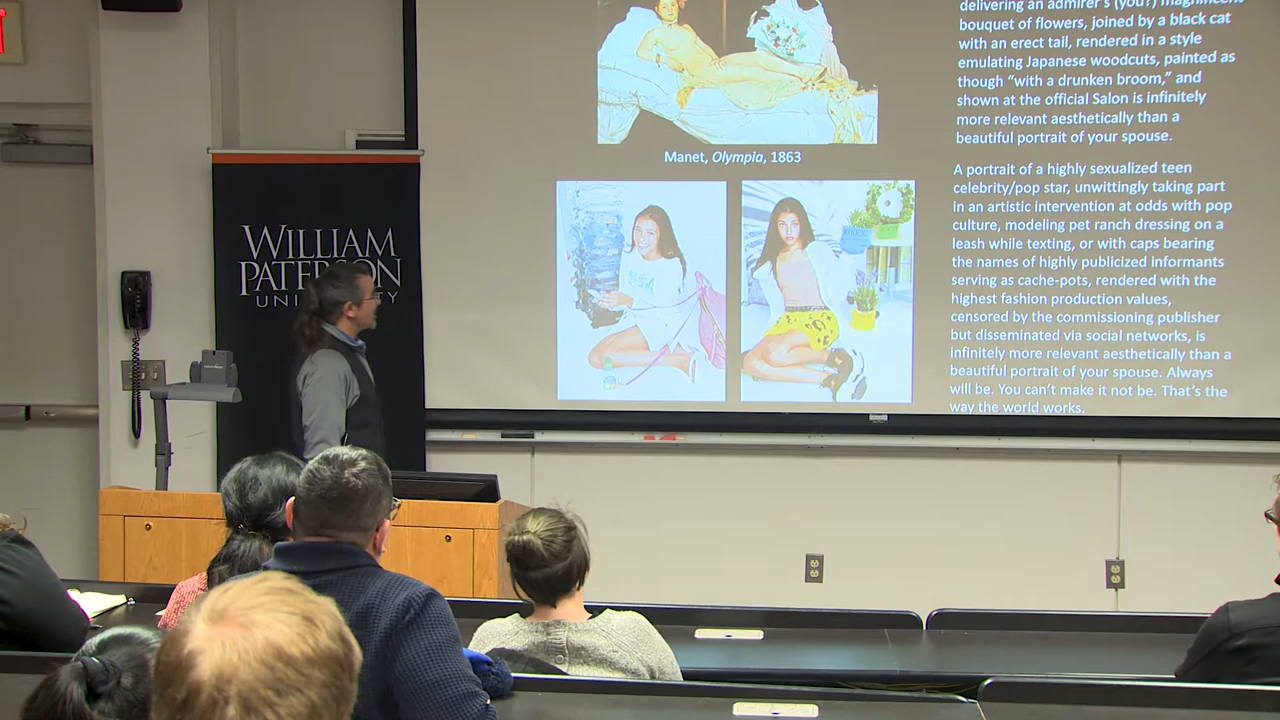 delivering an admirer's (you?) magnificent
bouquet of flowers, joined by a black cat
with an erect tail, rendered in a style
emulating Japanese woodcuts, painted as
though "with a drunken broom," and
shown at the official Salon is infinitely
more relevant aesthetically than a
beautiful portrait of your spouse.
Manet, Olympia, 1863
A portrait of a highly sexualized teen
celebrity/pop star, unwittingly taking part
in an artistic intervention at odds with pop
culture, modeling pet ranch dressing on a
leash while texting, or with caps bearing
the names of highly publicized informants
serving as cache-pots, rendered with the
highest fashion production values,
censored by the commissioning publisher
but disseminated via social networks, is
infinitely more relevant aesthetically than a
beautiful portrait of your spouse. Always
will be. You can't make it not be. That's the
way the world works.
WILLIAM
PATERSON
UNIVERSITY